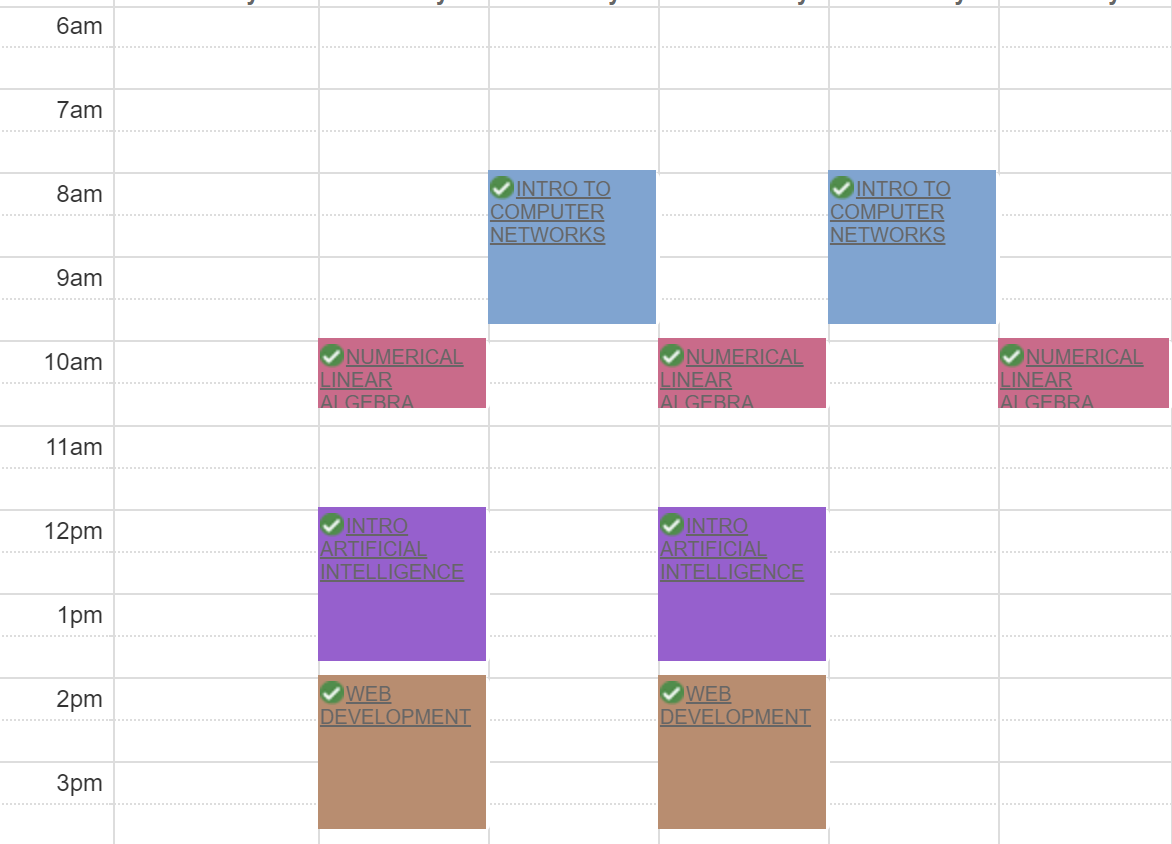 6am
7am
8am
INTRO TO
COMPUTER
NETWORKS
INTRO TO
COMPUTER
NETWORKS
9am
10am
NUMERICAL
LINEAR
ALGEBRA
NUMERICAL
LINEAR
ALGEBRA
NUMERICAL
LINEAR
ALGEBRA
11am
12pm
INTRO
ARTIFICIAL
INTELLIGENCE
INTRO
ARTIFICIAL
INTELLIGENCE
1pm
2pm
WEB
DEVELOPMENT
WEB
DEVELOPMENT
3pm